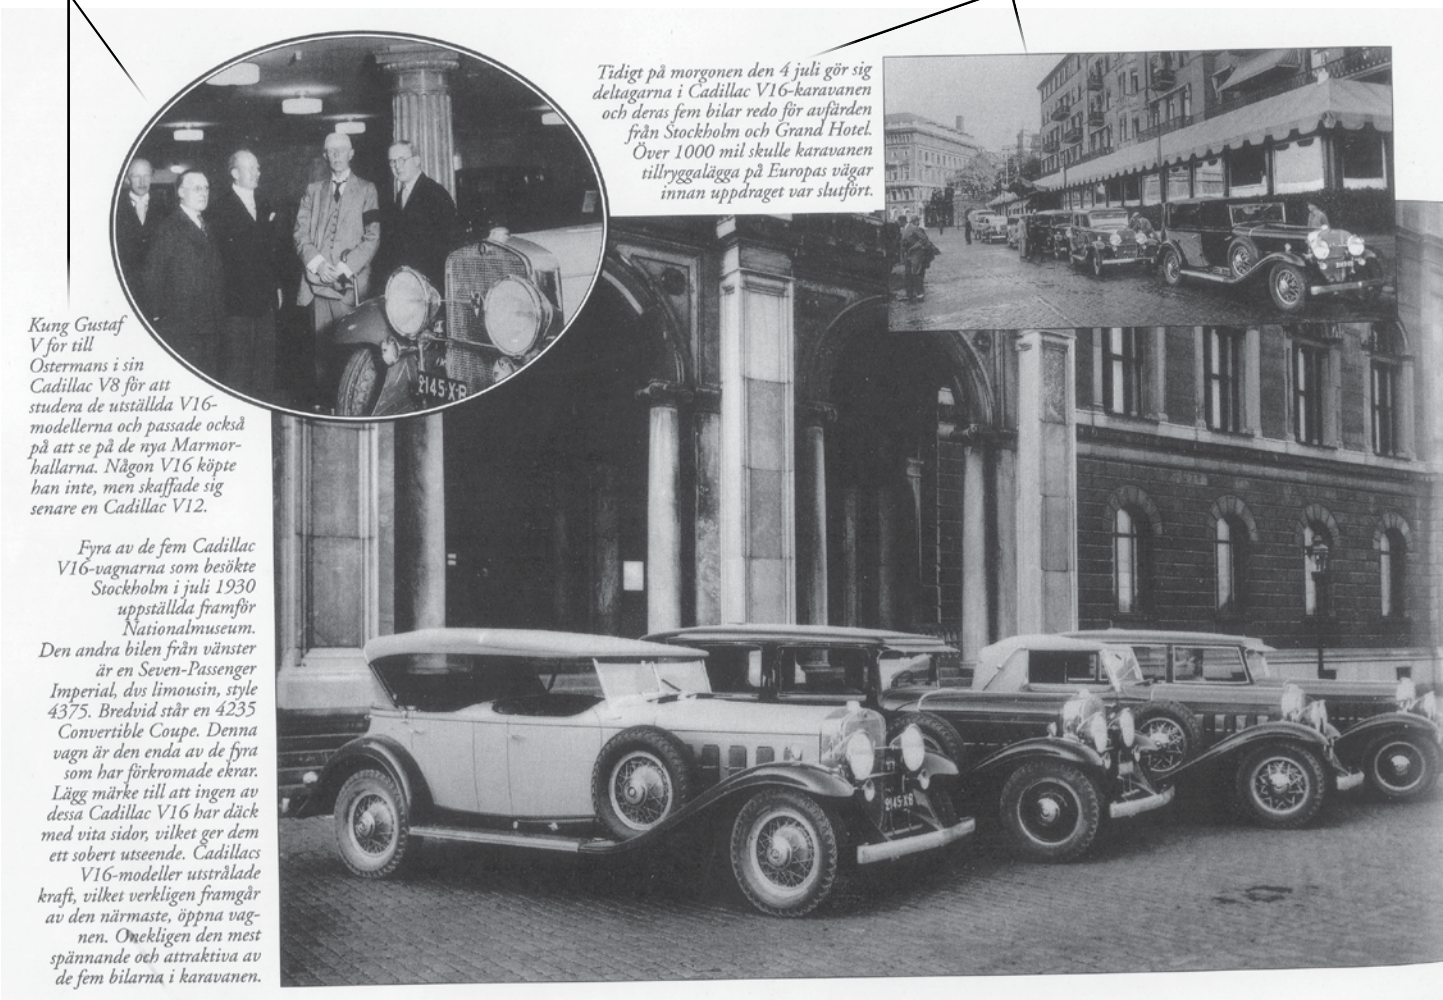 Tidigt på morgonen den 4 juli gör sig
deltagarna i Cadillac V16-karavanen
och deras fem bilar redo för avfärden
från Stockholm och Grand Hotel.
Över 1000 mil skulle karavanen
tillryggalägga på Europas vägar
innan uppdraget var slutfört.
Kung Gustaf
V for till
Ostermans i sin
Cadillac V8 för att
studera de utställda V16-
modellerna och passade också
på att se på de nya Marmor-
hallarna. Någon V16 köpte
han inte, men skaffade sig
senare en Cadillac V12.
Fyra av de fem Cadillac
V16-vagnarna som besökte
Stockholm i juli 1930
uppställda framför
Nationalmuseum.
Den andra bilen från vänster
är en Seven-Passenger
Imperial, dvs limousin, style
4375. Bredvid står en 4235
Convertible Coupe. Denna
vagn är den enda av de fyra
som har förkromade ekrar.
Lägg märke till att ingen av
dessa Cadillac V16 har däck
med vita sidor, vilket ger dem
ett sobert utseende. Cadillacs
V16-modeller utstrålade
kraft, vilket verkligen framgår
av den närmaste, öppna vag-
nen. Onekligen den mest
spännande och attraktiva av
de fem bilarna i karavanen.
2145·X·B
2145·X·B